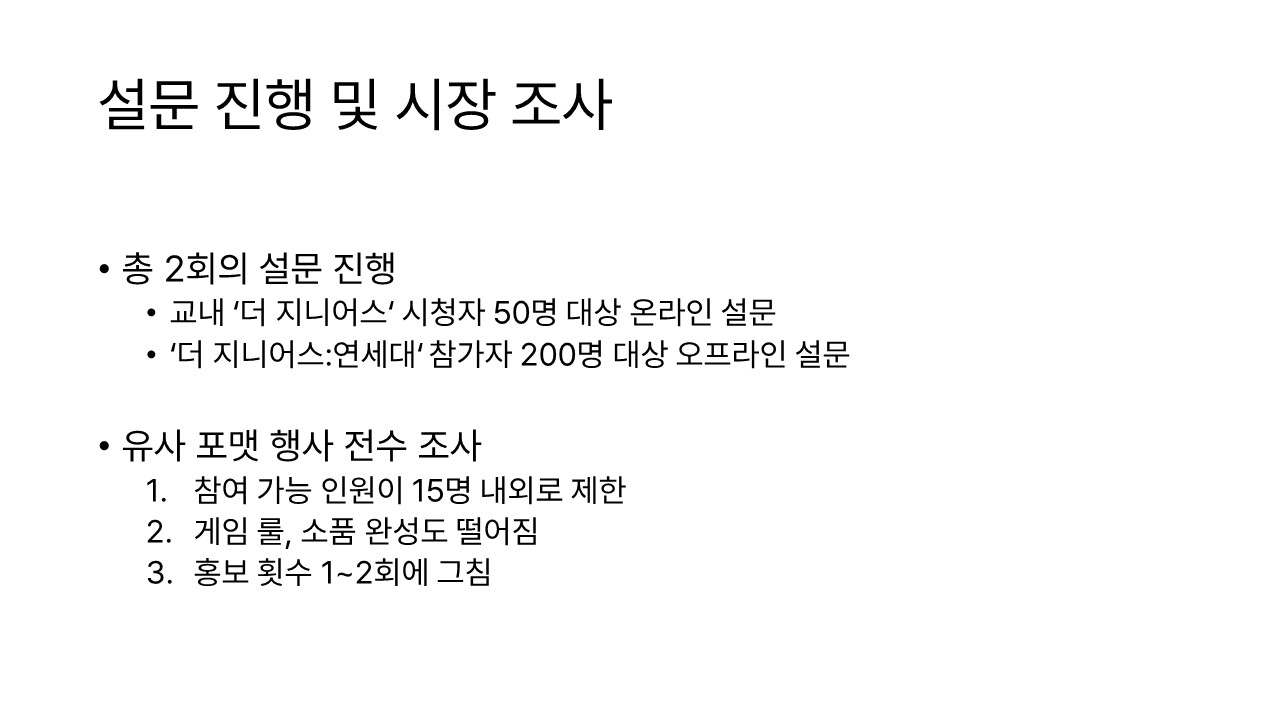 설문 진행 및 시장 조사
• 총 2회의 설문 진행
• 교내 ‘더 지니어스‘ 시청자 50명 대상 온라인 설문
• ‘더 지니어스:연세대‘ 참가자 200명 대상 오프라인 설문
• 유사 포맷 행사 전수 조사
1. 참여 가능 인원이 15명 내외로 제한
2. 게임 룰, 소품 완성도 떨어짐
3. 홍보 횟수 1~2회에 그침